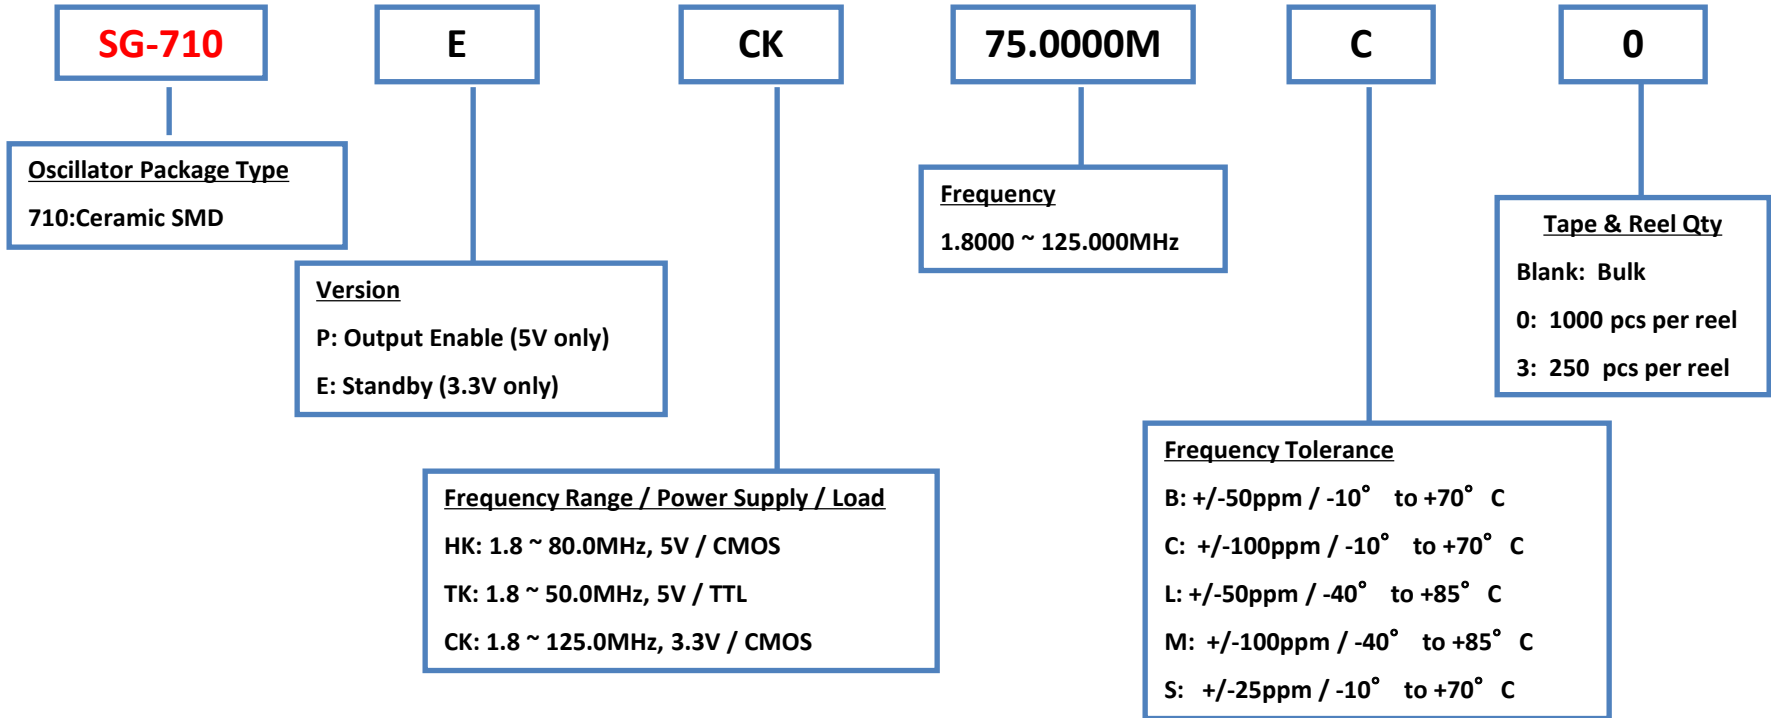 SG-710
E
CK
75.0000M
C
0
Oscillator Package Type
710:Ceramic SMD
Version
P: Output Enable (5V only)
E: Standby (3.3V only)
Frequency Range / Power Supply / Load
HK: 1.8 ~ 80.0MHz, 5V / CMOS
TK: 1.8 ~ 50.0MHz, 5V / TTL
CK: 1.8 ~ 125.0MHz, 3.3V / CMOS
Frequency
1.8000 ~ 125.000MHz
Frequency Tolerance
B: +/-50ppm / -10° to +70° C
C: +/-100ppm / -10° to +70° C
L: +/-50ppm / -40° to +85° C
M: +/-100ppm / -40° to +85° C
S: +/-25ppm / -10° to +70° C
Tape & Reel Qty
Blank: Bulk
0: 1000 pcs per reel
3: 250 pcs per reel